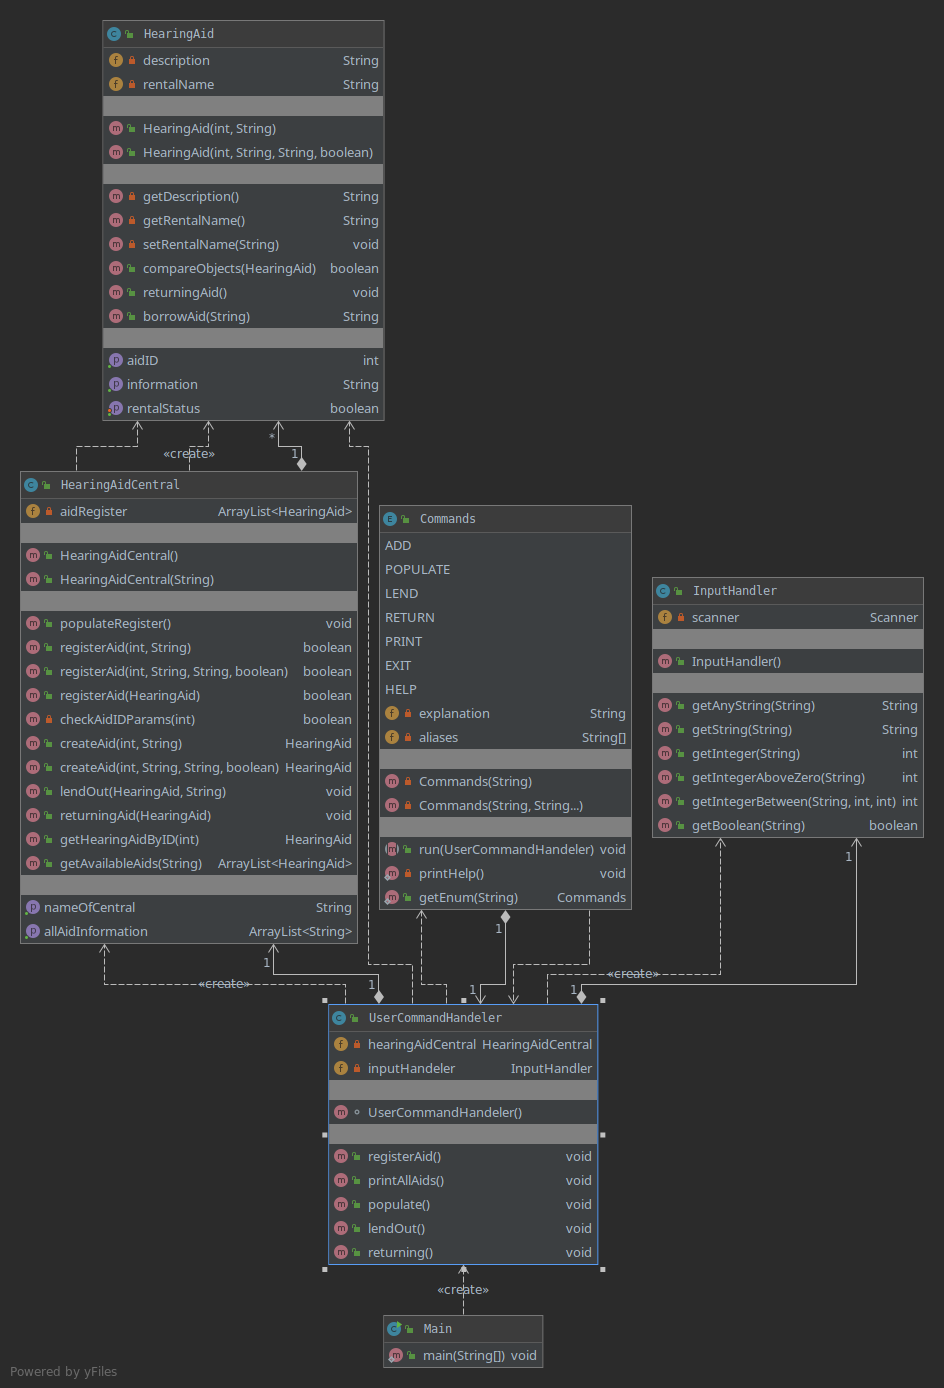 HearingAid
description String
rentalName String
HearingAid(int, String)
HearingAid(int, String, String, boolean)
getDescription() String
getRentalName() String
setRentalName(String) void
compareObjects(HearingAid) boolean
returningAid() void
borrowAid(String) String
aidID int
information String
rentalStatus boolean
«create»
*
1
HearingAidCentral
aidRegister ArrayList<HearingAid>
HearingAidCentral()
HearingAidCentral(String)
populateRegister() void
registerAid(int, String) boolean
registerAid(int, String, String, boolean) boolean
registerAid(HearingAid) boolean
checkAidIDParams(int) boolean
createAid(int, String) HearingAid
createAid(int, String, String, boolean) HearingAid
lendOut(HearingAid, String) void
returningAid(HearingAid) void
getHearingAidByID(int) HearingAid
getAvailableAids(String) ArrayList<HearingAid>
nameOfCentral String
allAidInformation ArrayList<String>
Commands
ADD
POPULATE
LEND
RETURN
PRINT
EXIT
HELP
explanation String
aliases String[]
Commands(String)
Commands(String, String...)
run(UserCommandHandeler) void
printHelp() void
getEnum(String) Commands
InputHandler
scanner Scanner
InputHandler()
getAnyString(String) String
getString(String) String
getInteger(String) int
getIntegerAboveZero(String) int
getIntegerBetween(String, int, int) int
getBoolean(String) boolean
1
1
1
«create»
«create»
1
1
1
UserCommandHandeler
hearingAidCentral HearingAidCentral
inputHandeler InputHandler
UserCommandHandeler()
registerAid() void
printAllAids() void
populate() void
lendOut() void
returning() void
«create»
Main
main(String[]) void
Powered by yFiles